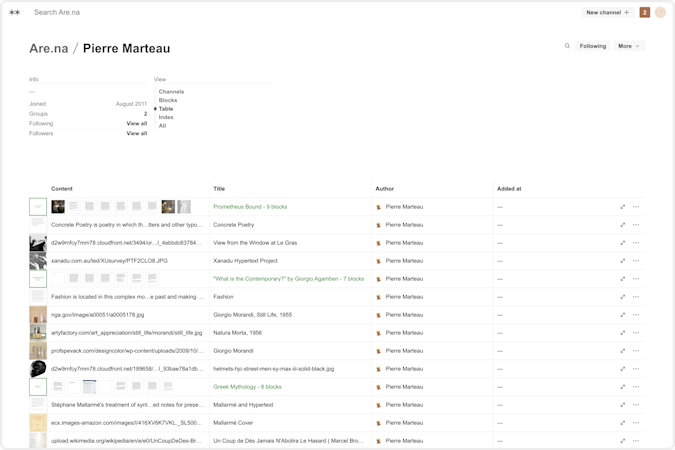 ** Search Are.na New channel + 2
Are.na / Pierre Marteau Following More
Info View
—
Joined August 2011
Groups 2
Following View all
Followers View all
Channels
Blocks
Table
Index
All
Content Title Author Added at
Prometheus Bound - 9 blocks Pierre Marteau —
Concrete Poetry is poetry in which th…tters and other typo… Concrete Poetry Pierre Marteau —
d2w9rnfcy7mm78.cloudfront.net/3494/or…l_4ebbdc63784… View from the Window at Le Gras Pierre Marteau —
xanadu.com.au/ted/XUsurvey/PTF2CLO8.JPG Xanadu Hypertext Project Pierre Marteau —
"What is the Contemporary?" by Giorgio Agamben - 7 blocks Pierre Marteau —
Fashion is located in this complex mo…e past and making … Fashion Pierre Marteau —
nga.gov/image/a00051/a0005178.jpg Giorgio Morandi, Still Life, 1955 Pierre Marteau —
artyfactory.com/art_appreciation/still_life/morandi/still_life.jpg Natura Morta, 1956 Pierre Marteau —
profspevack.com/designcolor/wp-content/uploads/2009/10/… Giorgio Morandi Pierre Marteau —
d2w9rnfcy7mm78.cloudfront.net/189658/…l_93bae78a1db… helmets-hjc-street-men-sy-max-iii-solid-black.jpg Pierre Marteau —
Greek Mythology - 8 blocks Pierre Marteau —
Stéphane Mallarmé's treatment of synt…ed notes for prese… Mallarmé and Hypertext Pierre Marteau —
ecx.images-amazon.com/images/I/416XV6K7VKL._SL500… Mallarmé Cover Pierre Marteau —
upload.wikimedia.org/wikipedia/en/e/e0/UnCoupDeDes-Br… Un Coup de Dés Jamais N'Abolira Le Hasard | Marcel Bro… Pierre Marteau —